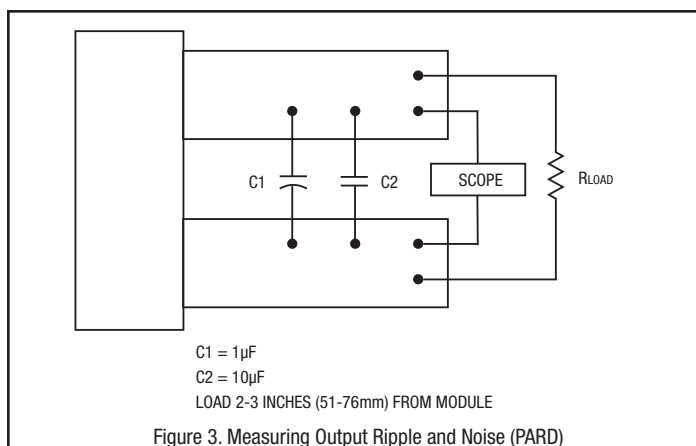 C1
C2
SCOPE
RLOAD
C1 = 1µF
C2 = 10µF
LOAD 2-3 INCHES (51-76mm) FROM MODULE
Figure 3. Measuring Output Ripple and Noise (PARD)